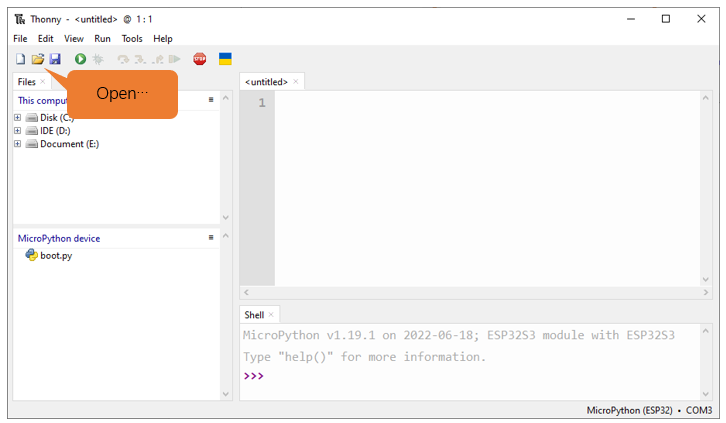 Thonny - <untitled> @ 1 : 1
File Edit View Run Tools Help
STOP
Open…
Files ×
This comput
Disk (C:)
IDE (D:)
Document (E:)
MicroPython device
boot.py
<untitled> ×
1
Shell ×
MicroPython v1.19.1 on 2022-06-18; ESP32S3 module with ESP32S3
Type "help()" for more information.
>>>
MicroPython (ESP32) • COM3